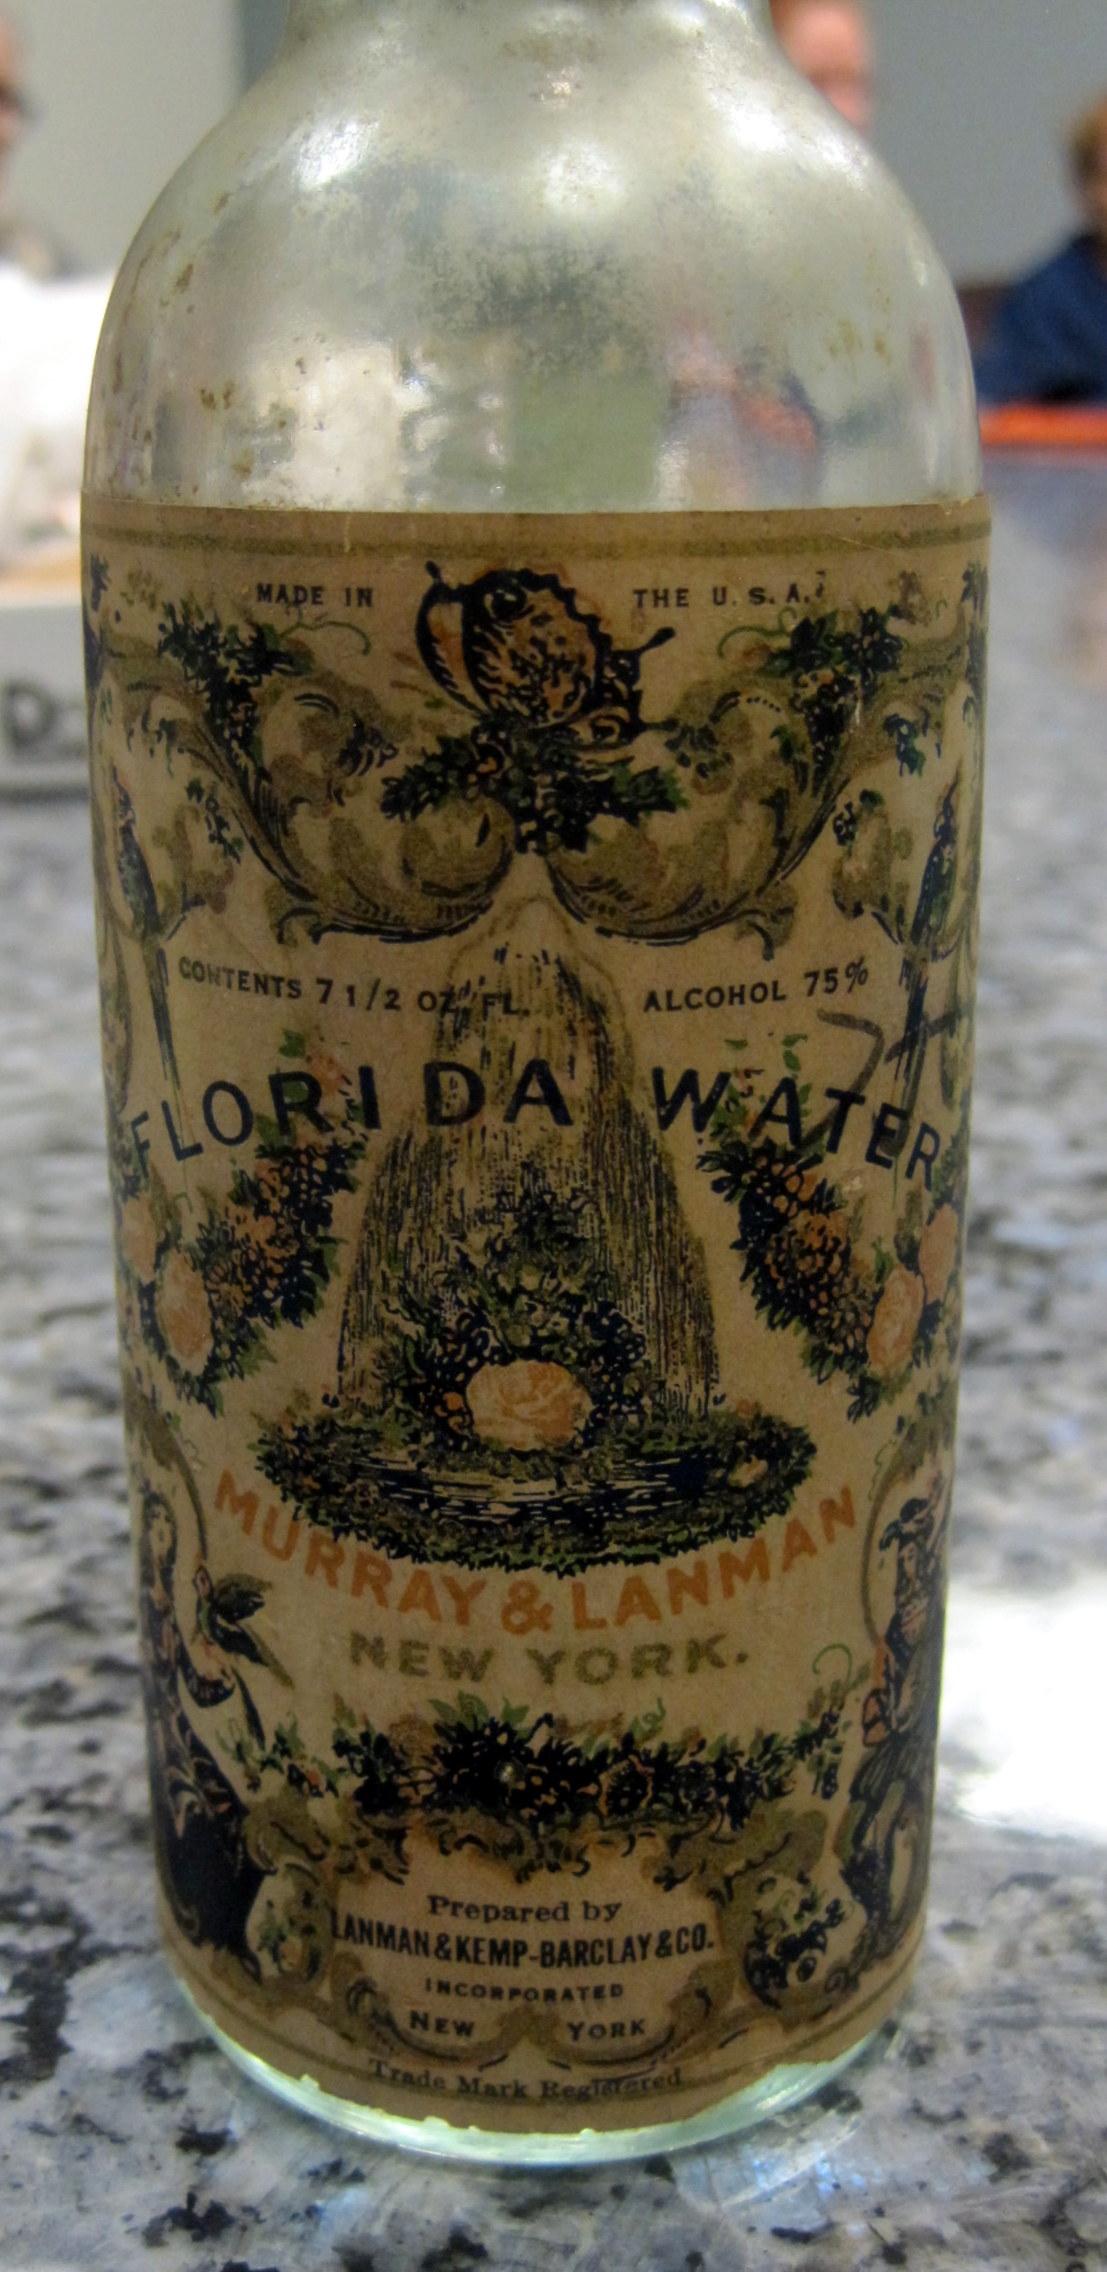 MADE IN THE U.S.A.
CONTENTS 7 1/2 OZ. FL. ALCOHOL 75%
FLORIDA WATER
MURRAY & LANMAN
NEW YORK.
Prepared by
LANMAN & KEMP-BARCLAY & CO.
INCORPORATED
NEW YORK
Trade Mark Registered